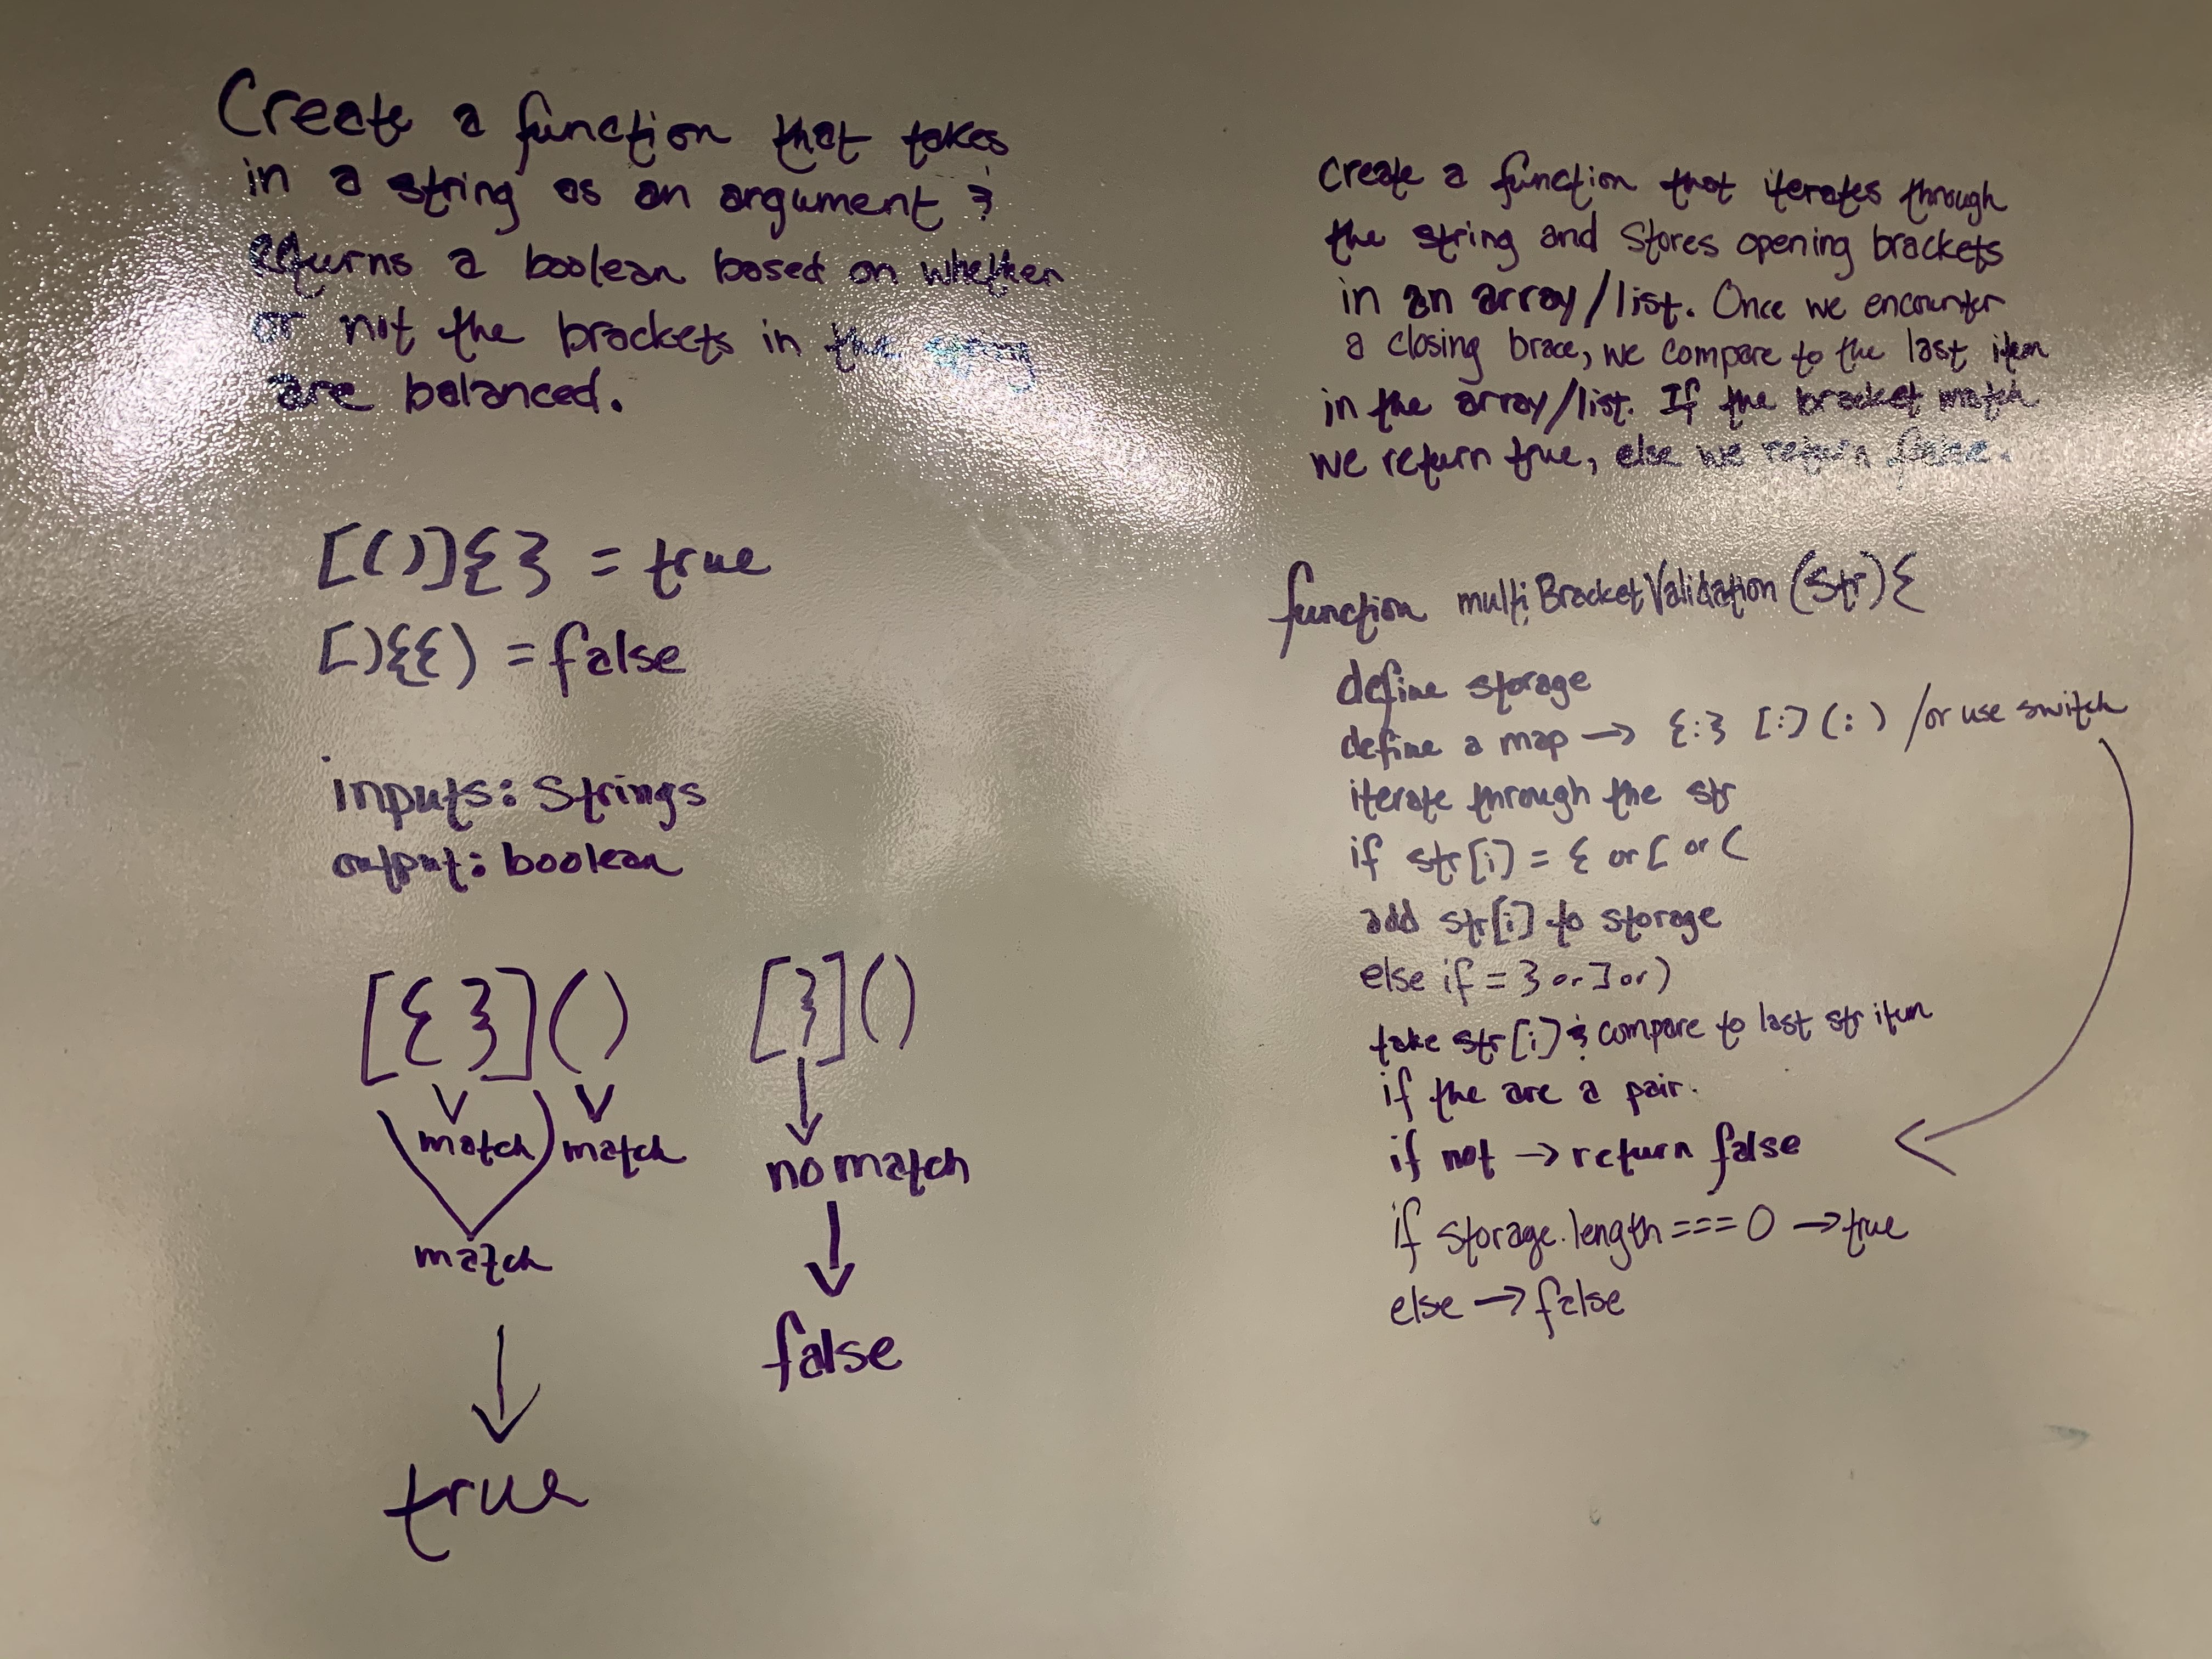 Create a function that takes
in a string as an argument &
returns a boolean based on whether
or not the brackets in the string
are balanced.
[()]{} = true
[){{) = false
inputs: strings
output: boolean
[{}]() [}]()
match match
no match
match
false
true
Create a function that iterates through
the string and stores opening brackets
in an array/list. Once we encounter
a closing brace, we compare to the last item
in the array/list. If the bracket match
we return true, else we return false.
function multiBracketValidation (str){
define storage
define a map → {:} [:] (:) /or use switch
iterate through the str
if str[i] = { or [ or (
add str[i] to storage
else if = } or ] or )
take str[i] & compare to last str item
if the are a pair.
if not → return false
if storage.length === 0 → true
else → false